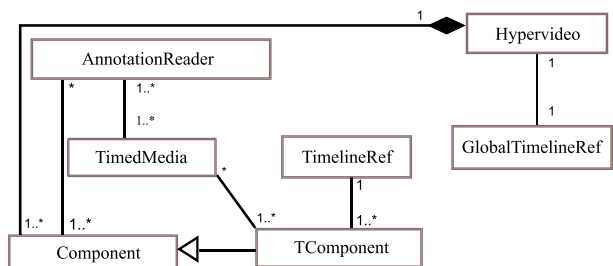 1
Hypervideo
AnnotationReader
1
*
1..*
1
1..*
TimedMedia
TimelineRef
GlobalTimelineRef
*
1
1..*
1..*
1..*
1..*
Component
TComponent